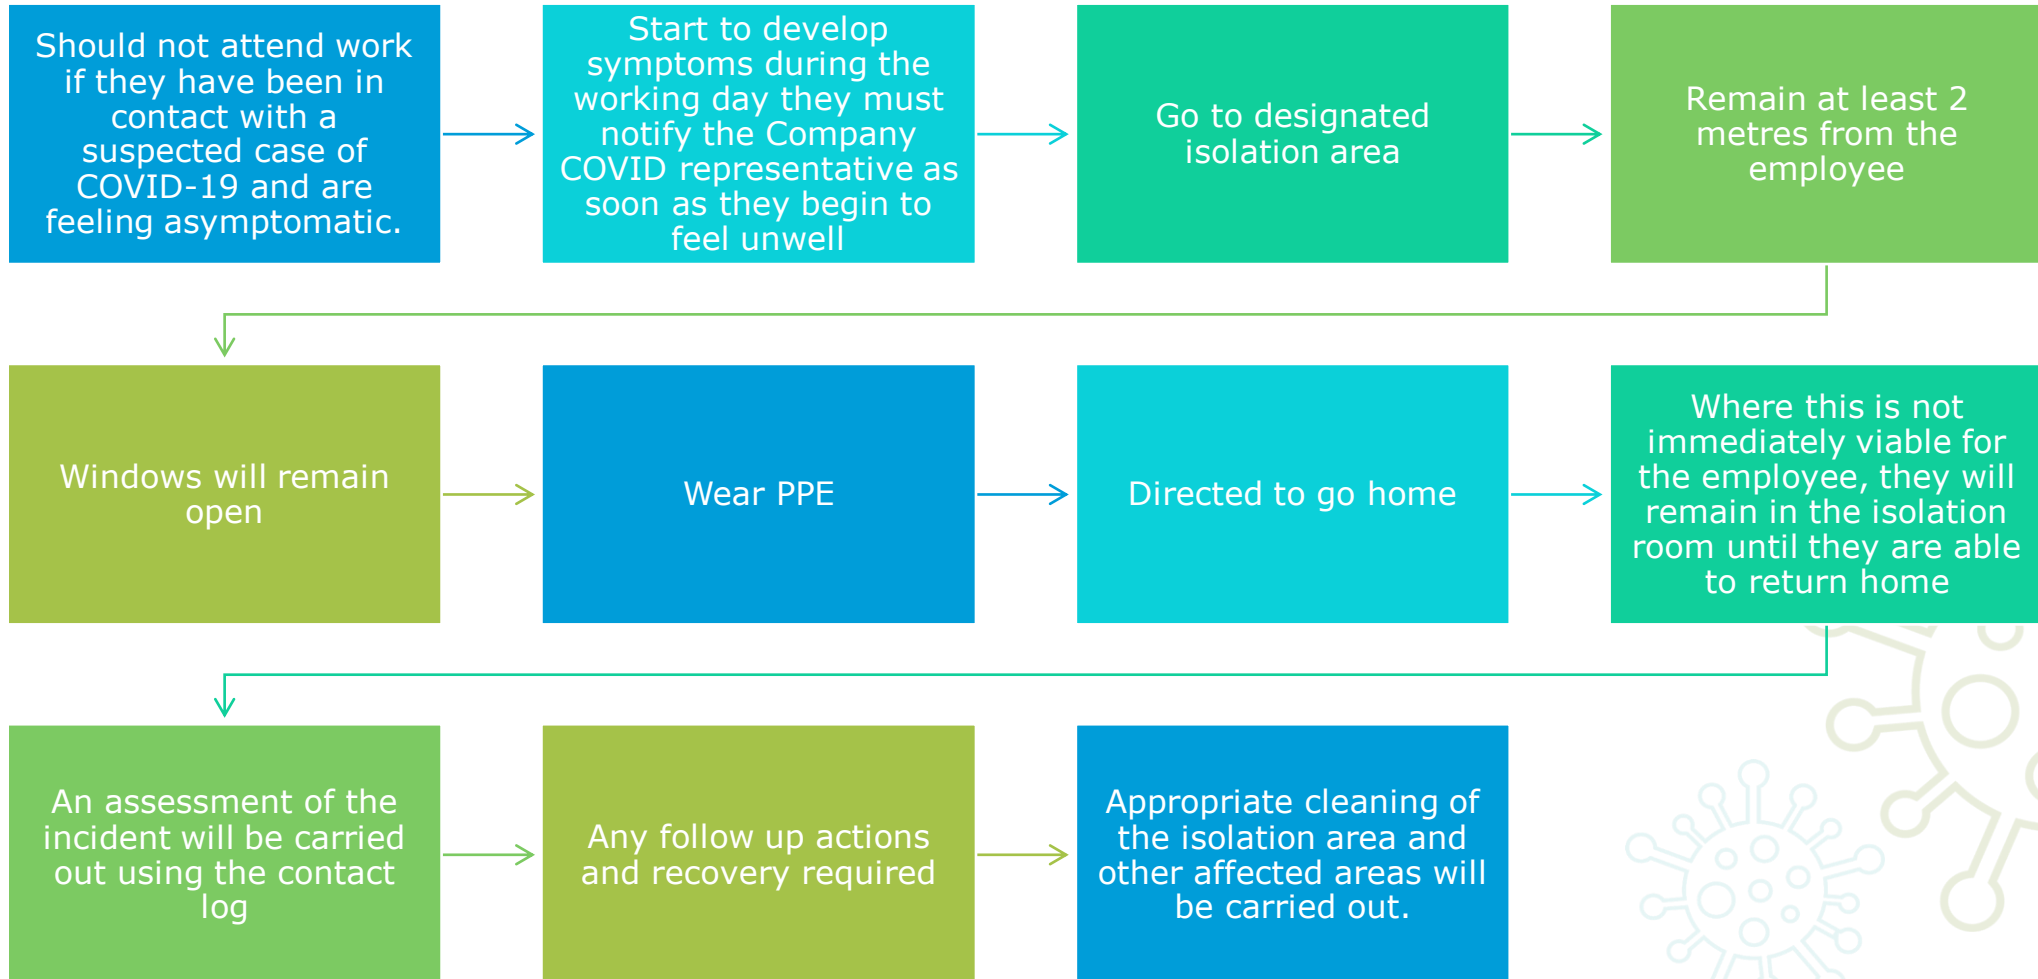 Should not attend work
if they have been in
contact with a
suspected case of
COVID-19 and are
feeling asymptomatic.
Start to develop
symptoms during the
working day they must
notify the Company
COVID representative as
soon as they begin to
feel unwell
Go to designated
isolation area
Remain at least 2
metres from the
employee
Windows will remain
open
Wear PPE
Directed to go home
Where this is not
immediately viable for
the employee, they will
remain in the isolation
room until they are able
to return home
An assessment of the
incident will be carried
out using the contact
log
Any follow up actions
and recovery required
Appropriate cleaning of
the isolation area and
other affected areas will
be carried out.